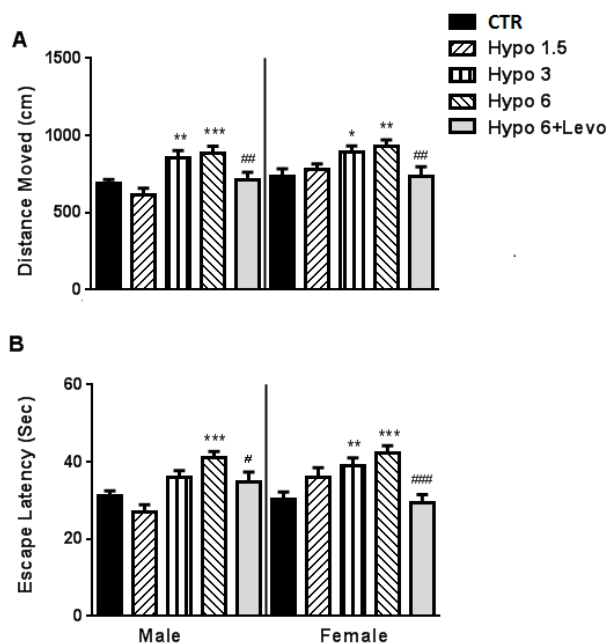 CTR
A
Hypo 1.5
1500
Hypo 3
Hypo 6
Hypo 6+Levo
Distance Moved (cm)
1000
** *** ## * ** ##
500
0
B
60
Escape Latency (Sec)
*** # ** *** ###
40
20
0
Male Female